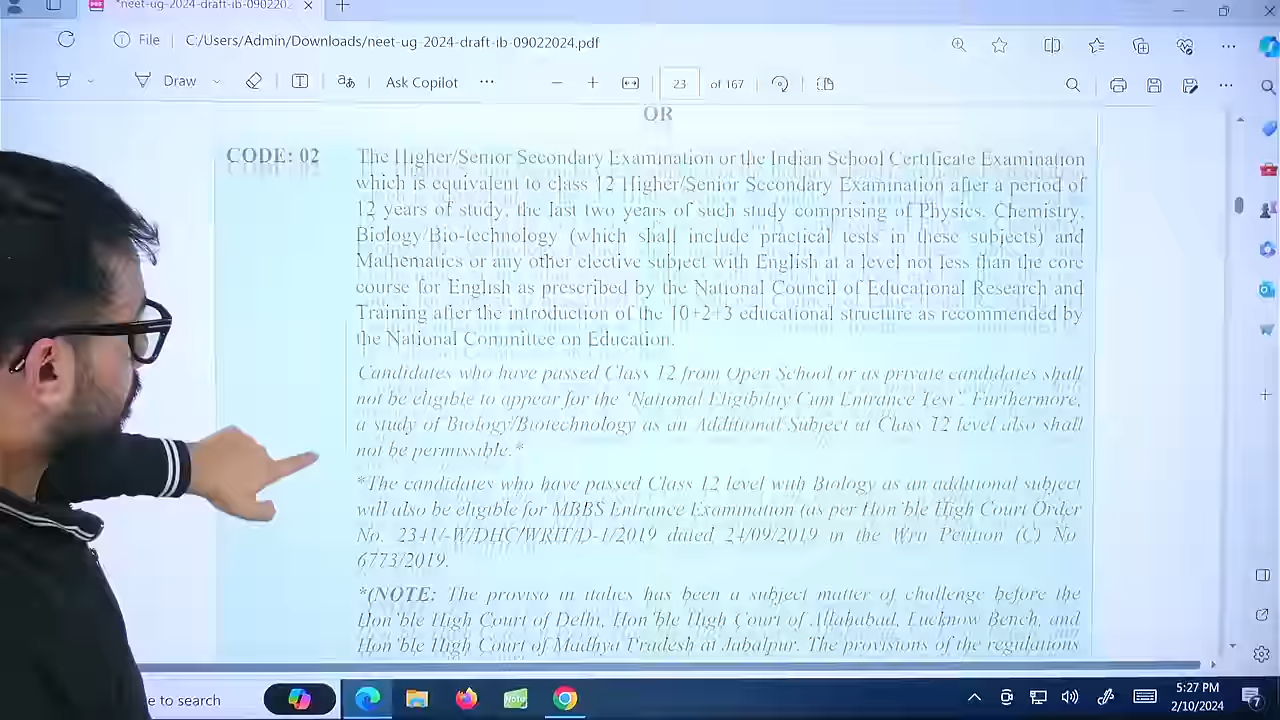 *neet-ug-2024-draft-ib-090220
File
C:/Users/Admin/Downloads/neet-ug-2024-draft-ib-09022024.pdf
Draw
Ask Copilot
23
of 167
OR
CODE: 02
The Higher/Senior Secondary Examination or the Indian School Certificate Examination
which is equivalent to class 12 Higher/Senior Secondary Examination after a period of
12 years of study, the last two years of such study comprising of Physics, Chemistry,
Biology/Bio-technology (which shall include practical tests in these subjects) and
Mathematics or any other elective subject with English at a level not less than the core
course for English as prescribed by the National Council of Educational Research and
Training after the introduction of the 10+2+3 educational structure as recommended by
the National Committee on Education.
Candidates who have passed Class 12 from Open School or as private candidates shall
not be eligible to appear for the 'National Eligibility Cum Entrance Test'. Furthermore,
a study of Biology/Biotechnology as an Additional Subject at Class 12 level also shall
not be permissible.*
*The candidates who have passed Class 12 level with Biology as an additional subject
will also be eligible for MBBS Entrance Examination (as per Hon'ble High Court Order
No. 2341/-W/DHC/WRIT/D-1/2019 dated 24/09/2019 in the Writ Petition (C) No
6773/2019.
*(NOTE: The proviso in italics has been a subject matter of challenge before the
Hon'ble High Court of Delhi, Hon'ble High Court of Allahabad, Lucknow Bench, and
Hon'ble High Court of Madhya Pradesh at Jabalpur. The provisions of the regulations
e to search
5:27 PM
2/10/2024
7